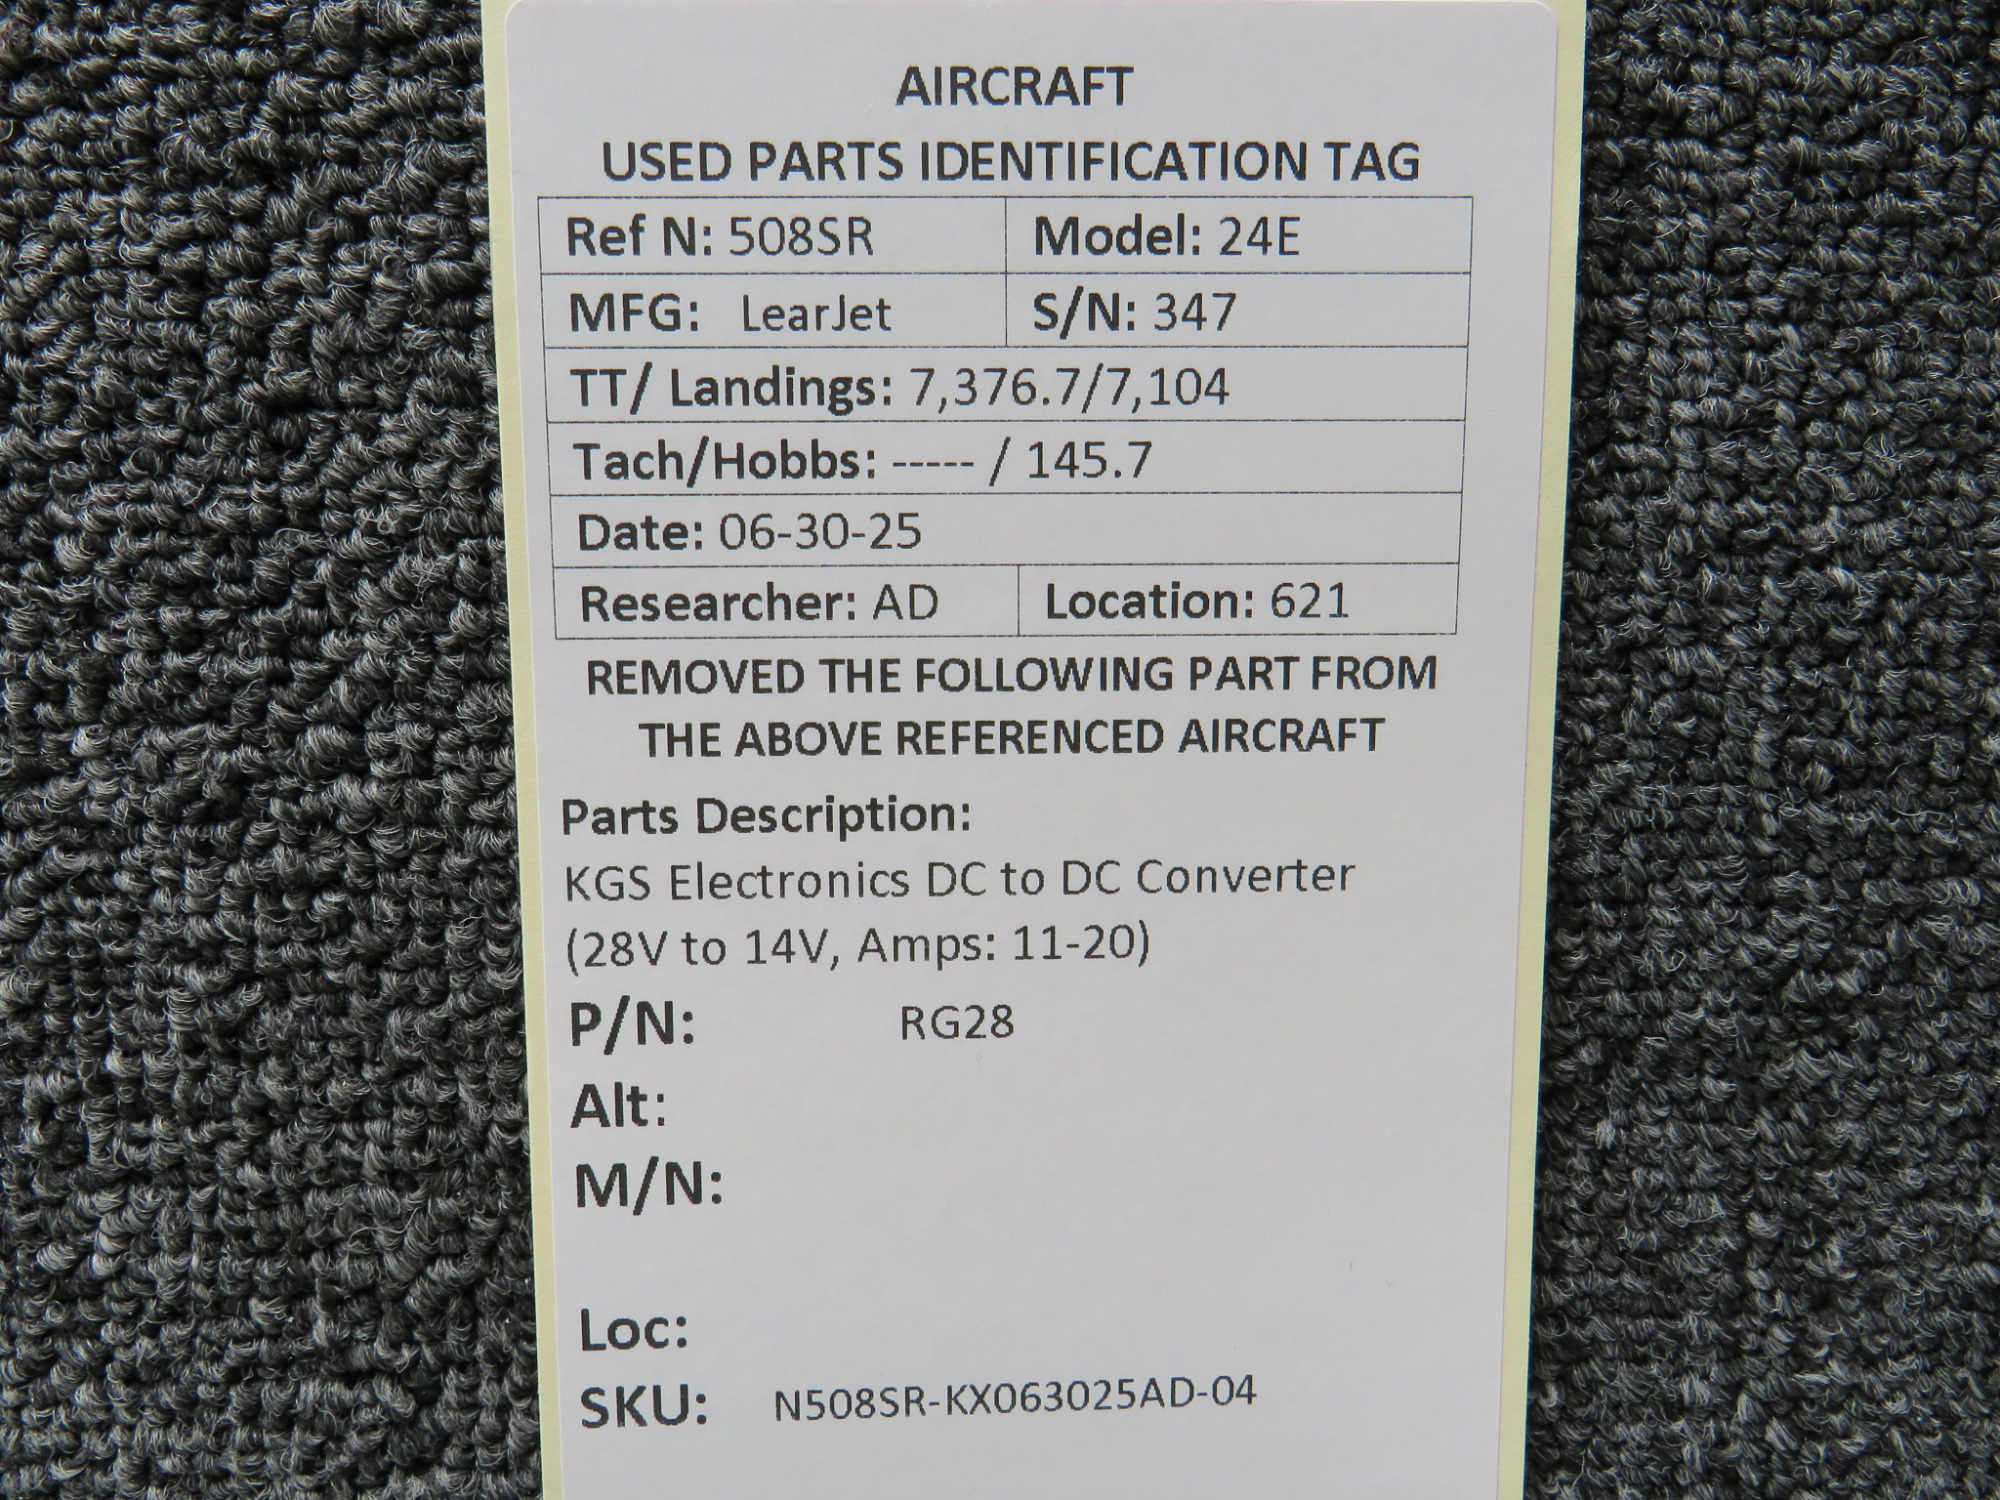 AIRCRAFT
USED PARTS IDENTIFICATION TAG
Ref N: 508SR Model: 24E
MFG: LearJet S/N: 347
TT/ Landings: 7,376.7/7,104
Tach/Hobbs: ----- / 145.7
Date: 06-30-25
Researcher: AD Location: 621
REMOVED THE FOLLOWING PART FROM
THE ABOVE REFERENCED AIRCRAFT
Parts Description:
KGS Electronics DC to DC Converter
(28V to 14V, Amps: 11-20)
P/N: RG28
Alt:
M/N:
Loc:
SKU: N508SR-KX063025AD-04